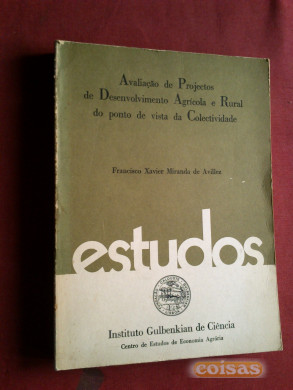 Avaliação de Projectos
de Desenvolvimento Agrícola e Rural
do ponto de vista da Colectividade
Francisco Xavier Miranda de Avillez
estudos
Instituto Gulbenkian de Ciência
Centro de Estudos de Economia Agrária
coisas